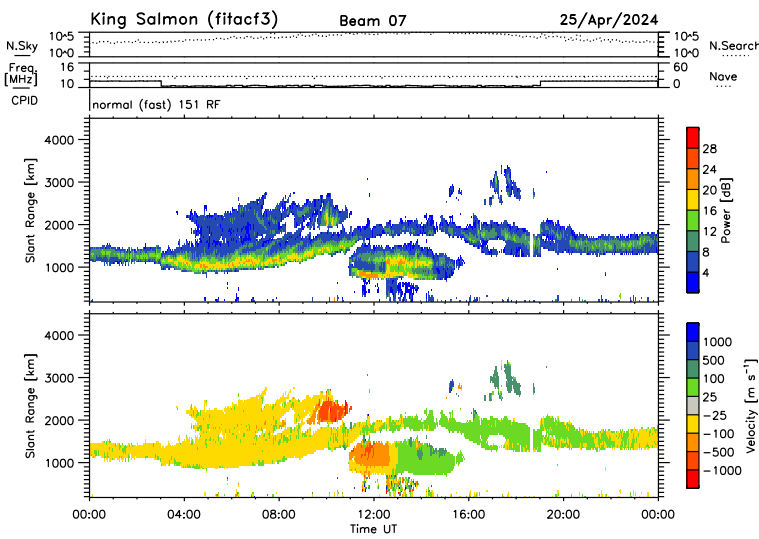 King Salmon (fitacf3) Beam 07 25/Apr/2024
N.Sky 10^5 10^0 10^5 10^0 N.Search
Freq [MHz] 16 10 60 0 Nave
CPID normal (fast) 151 RF
Slant Range [km] 4000 3000 2000 1000
Power [dB] 28 24 20 16 12 8 4
Slant Range [km] 4000 3000 2000 1000
Velocity [m s⁻¹] 1000 500 100 25 −25 −100 −500 −1000
00:00 04:00 08:00 12:00 16:00 20:00 00:00
Time UT